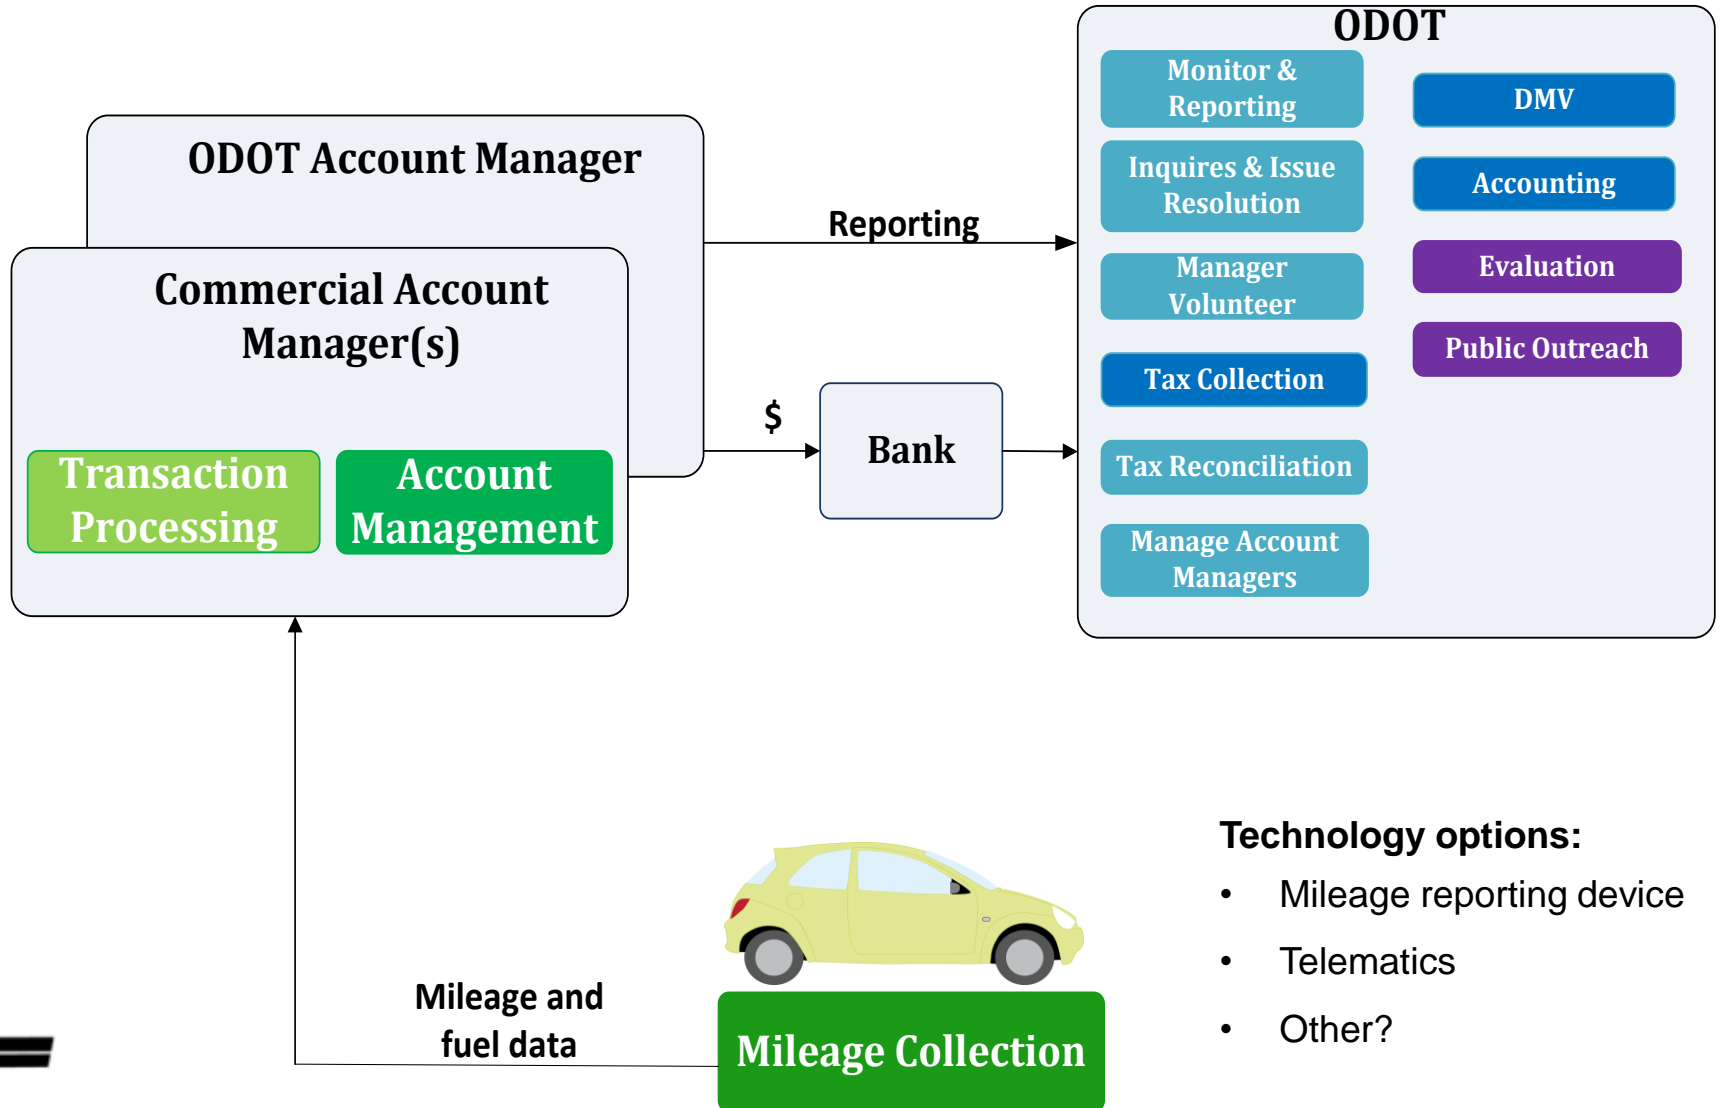 ODOT
Monitor &
Reporting
DMV
Inquires & Issue
Resolution
Accounting
Manager
Volunteer
Evaluation
Tax Collection
Public Outreach
Tax Reconciliation
Manage Account
Managers
ODOT Account Manager
Commercial Account
Manager(s)
Transaction
Processing
Account
Management
Reporting
$
Bank
Mileage and
fuel data
Mileage Collection
Technology options:
• Mileage reporting device
• Telematics
• Other?